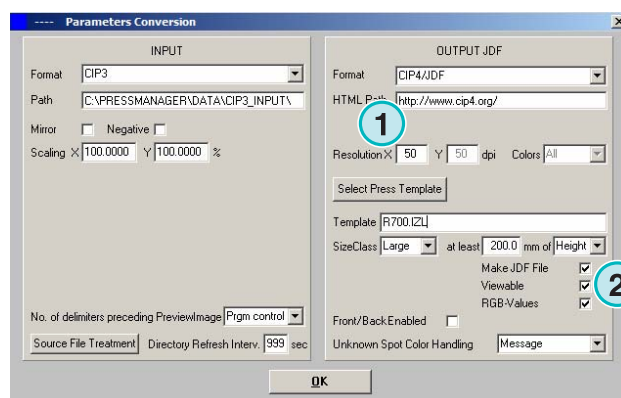 ---- Parameters Conversion
INPUT
Format CIP3
Path C:\PRESSMANAGER\DATA\CIP3_INPUT\
Mirror Negative
Scaling X 100.0000 Y 100.0000 %
No. of delimiters preceding PreviewImage Prgm control
Source File Treatment Directory Refresh Interv. 999 sec
OUTPUT JDF
Format CIP4/JDF
HTML Path http://www.cip4.org/
1
Resolution X 50 Y 50 dpi Colors All
Select Press Template
Template R700.IZL
SizeClass Large at least 200.0 mm of Height
Make JDF File
Viewable
2
RGB-Values
Front/Back Enabled
Unknown Spot Color Handling Message
OK